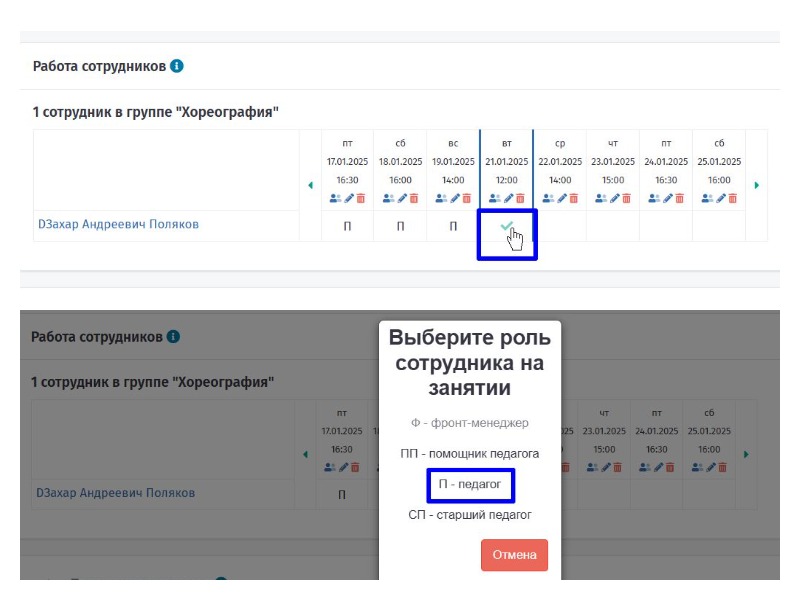 Работа сотрудников
1 сотрудник в группе "Хореография"
пт сб вс вт ср чт пт сб
17.01.2025 18.01.2025 19.01.2025 21.01.2025 22.01.2025 23.01.2025 24.01.2025 25.01.2025
16:30 16:00 14:00 12:00 14:00 15:00 16:30 16:00
DЗахар Андреевич Поляков П П П
Работа сотрудников
1 сотрудник в группе "Хореография"
пт чт пт сб
17.01.2025 23.01.2025 24.01.2025 25.01.2025
16:30 15:00 16:30 16:00
DЗахар Андреевич Поляков П
Выберите роль
сотрудника на
занятии
Ф - фронт-менеджер
ПП - помощник педагога
П - педагог
СП - старший педагог
Отмена